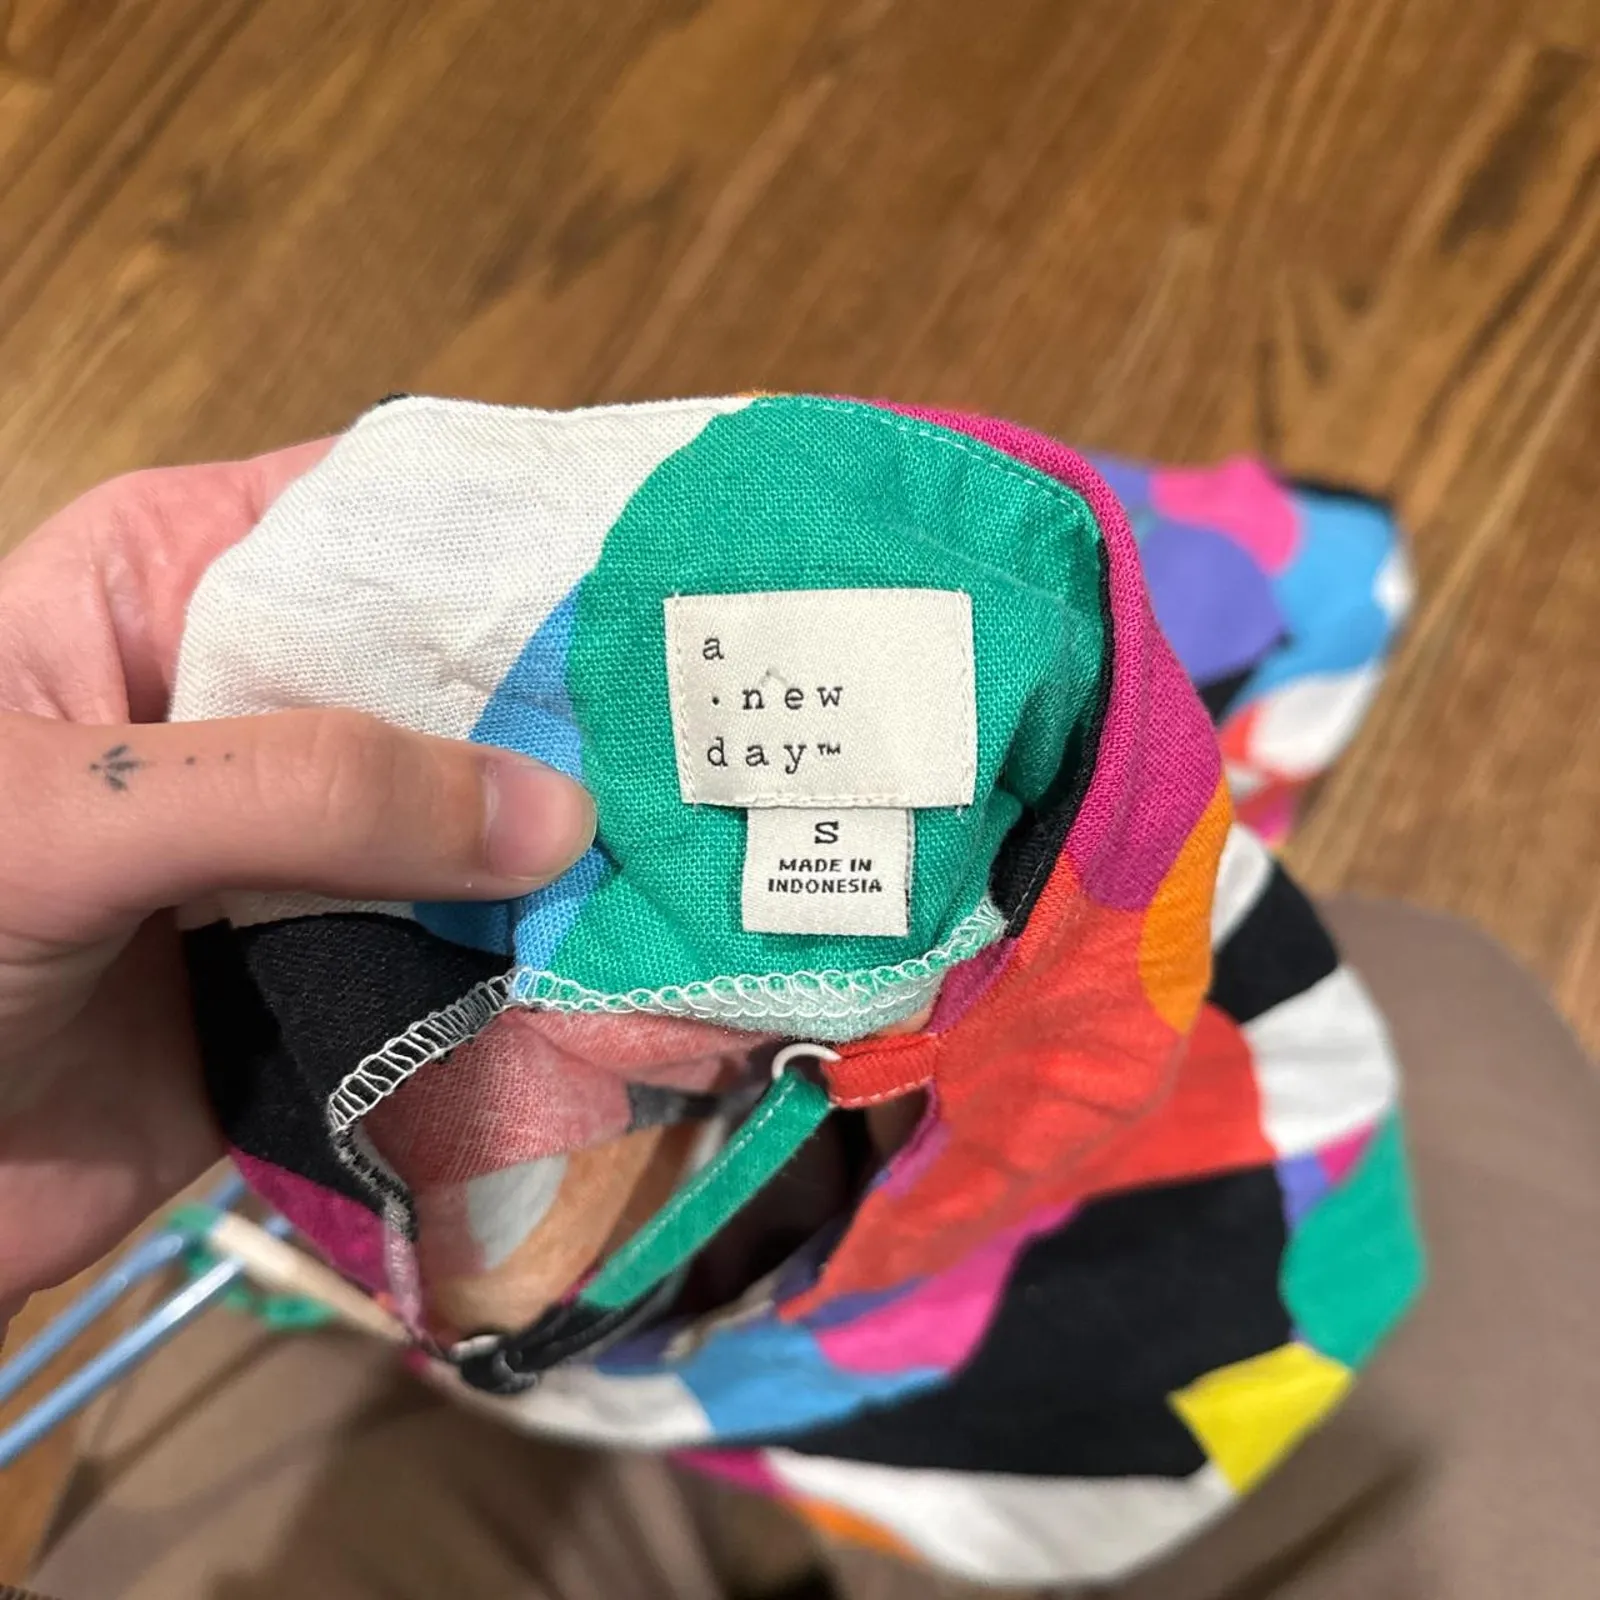 a
· new
day™
S
MADE IN
INDONESIA